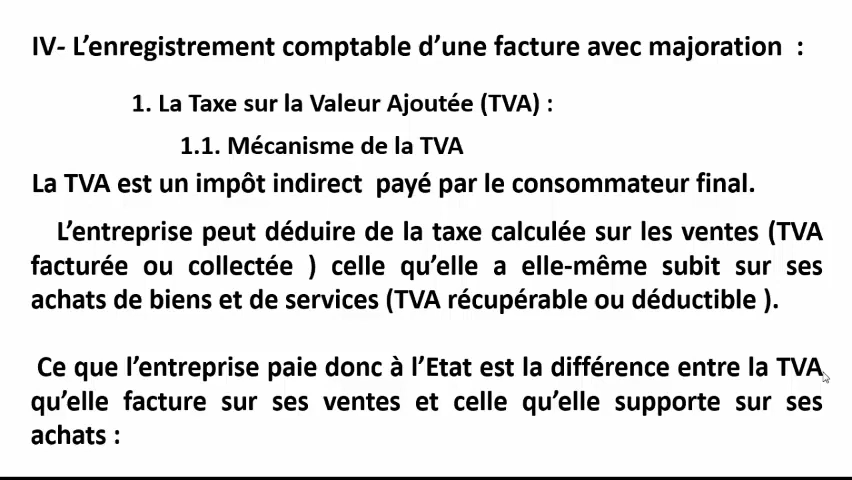 IV- L’enregistrement comptable d’une facture avec majoration :
1. La Taxe sur la Valeur Ajoutée (TVA) :
1.1. Mécanisme de la TVA
La TVA est un impôt indirect payé par le consommateur final.
L’entreprise peut déduire de la taxe calculée sur les ventes (TVA
facturée ou collectée ) celle qu’elle a elle-même subit sur ses
achats de biens et de services (TVA récupérable ou déductible ).
Ce que l’entreprise paie donc à l’Etat est la différence entre la TVA
qu’elle facture sur ses ventes et celle qu’elle supporte sur ses
achats :